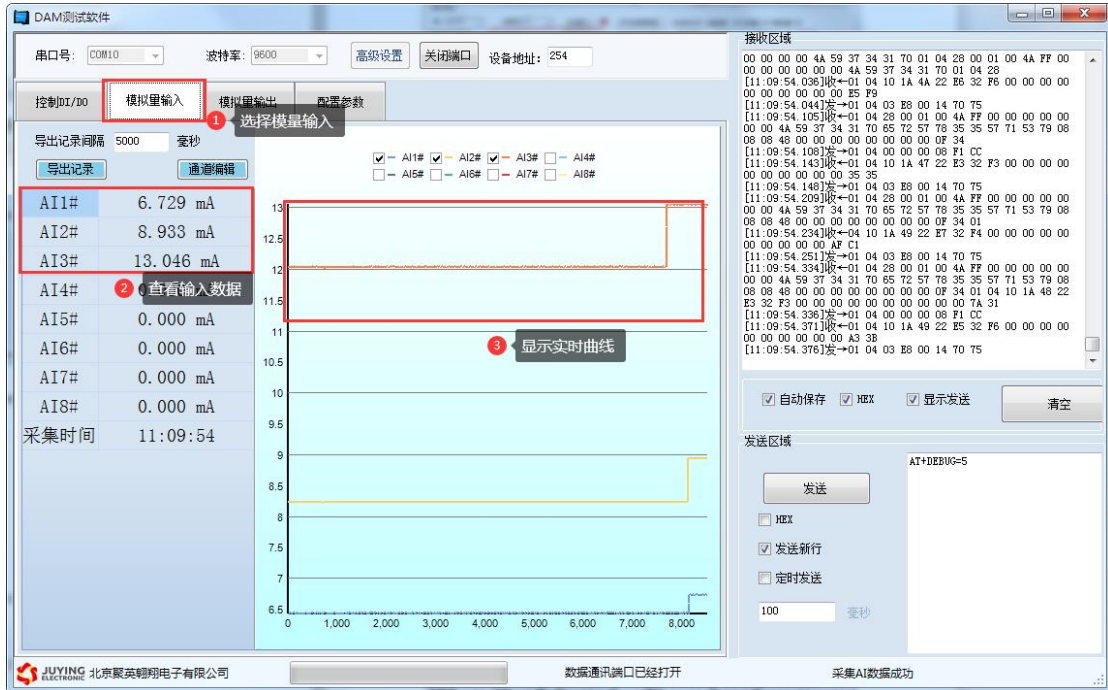 DAM测试软件
串口号: COM10 波特率: 9600 高级设置 关闭端口 设备地址: 254
控制DI/DO 模拟量输入 模拟量输出 配置参数
1 选择模量输入
导出记录间隔 5000 毫秒
导出记录 通道编辑
AI1# 6.729 mA
AI2# 8.933 mA
AI3# 13.046 mA
AI4#
2 查看输入数据
AI5# 0.000 mA
AI6# 0.000 mA
AI7# 0.000 mA
AI8# 0.000 mA
采集时间 11:09:54
AI1# AI2# AI3# AI4#
AI5# AI6# AI7# AI8#
13
12.5
12
11.5
11
10.5
10
9.5
9
8.5
8
7.5
7
6.5
0 1,000 2,000 3,000 4,000 5,000 6,000 7,000 8,000
3 显示实时曲线
接收区域
00 00 00 00 4A 59 37 34 31 70 01 04 28 00 01 00 4A FF 00
00 00 00 00 00 00 4A 59 37 34 31 70 01 04 28
[11:09:54.036]收←01 04 10 1A 4A 22 E6 32 F6 00 00 00 00
00 00 00 00 00 00 E5 F9
[11:09:54.044]发→01 04 03 E8 00 14 70 75
[11:09:54.105]收←01 04 28 00 01 00 4A FF 00 00 00 00 00
00 00 4A 59 37 34 31 70 65 72 57 78 35 35 57 71 53 79 08
08 08 48 00 00 00 00 00 00 00 00 0F 34
[11:09:54.108]发→01 04 00 00 00 08 F1 CC
[11:09:54.143]收←01 04 10 1A 47 22 E3 32 F3 00 00 00 00
00 00 00 00 00 00 35 35
[11:09:54.148]发→01 04 03 E8 00 14 70 75
[11:09:54.209]收←01 04 28 00 01 00 4A FF 00 00 00 00 00
00 00 4A 59 37 34 31 70 65 72 57 78 35 35 57 71 53 79 08
08 08 48 00 00 00 00 00 00 00 00 0F 34 01
[11:09:54.234]收←04 10 1A 49 22 E7 32 F4 00 00 00 00 00
00 00 00 00 00 AF C1
[11:09:54.251]发→01 04 03 E8 00 14 70 75
[11:09:54.334]收←01 04 28 00 01 00 4A FF 00 00 00 00 00
00 00 4A 59 37 34 31 70 65 72 57 78 35 35 57 71 53 79 08
08 08 48 00 00 00 00 00 00 00 00 0F 34 01 04 10 1A 48 22
E3 32 F3 00 00 00 00 00 00 00 00 00 00 7A 31
[11:09:54.336]发→01 04 00 00 00 08 F1 CC
[11:09:54.371]收←01 04 10 1A 49 22 E5 32 F6 00 00 00 00
00 00 00 00 00 00 A3 3B
[11:09:54.376]发→01 04 03 E8 00 14 70 75
自动保存 HEX 显示发送 清空
发送区域
AT+DEBUG=5
发送
HEX
发送新行
定时发送
100 毫秒
JUYING ELECTRONIC 北京聚英翱翔电子有限公司 数据通讯端口已经打开 采集AI数据成功